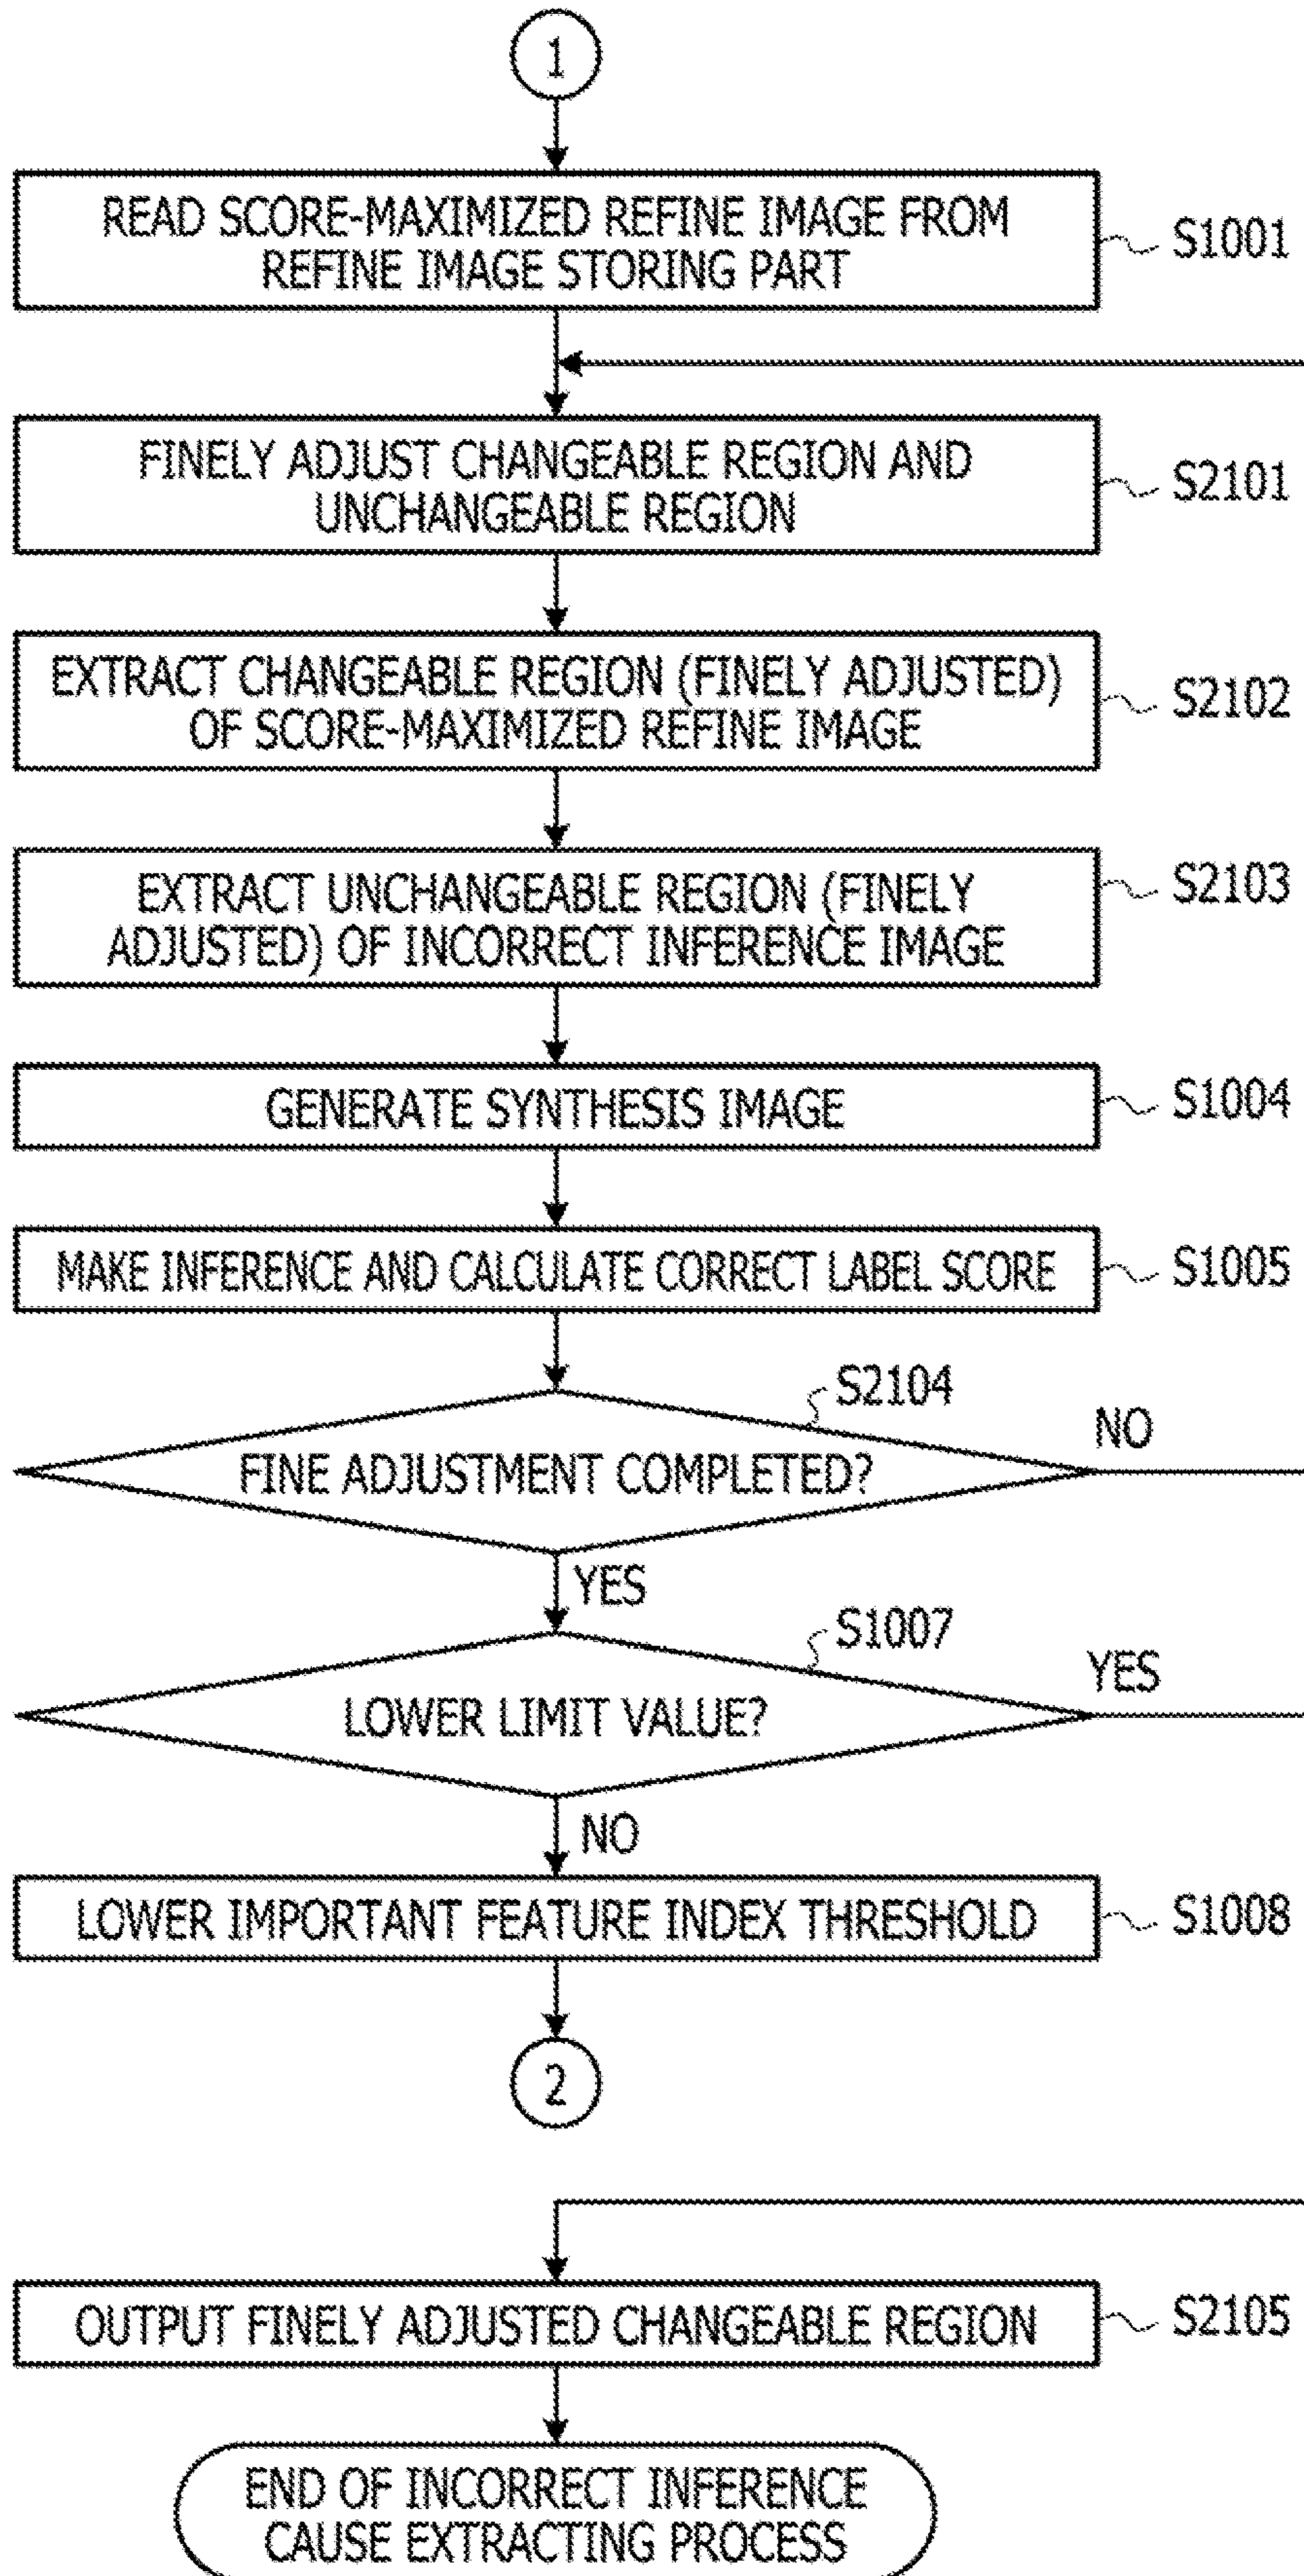 1
READ SCORE-MAXIMIZED REFINE IMAGE FROM
REFINE IMAGE STORING PART
S1001
FINELY ADJUST CHANGEABLE REGION AND
UNCHANGEABLE REGION
S2101
EXTRACT CHANGEABLE REGION (FINELY ADJUSTED)
OF SCORE-MAXIMIZED REFINE IMAGE
S2102
EXTRACT UNCHANGEABLE REGION (FINELY
ADJUSTED) OF INCORRECT INFERENCE IMAGE
S2103
GENERATE SYNTHESIS IMAGE
S1004
MAKE INFERENCE AND CALCULATE CORRECT LABEL SCORE
S1005
S2104
NO
FINE ADJUSTMENT COMPLETED?
YES
S1007
YES
LOWER LIMIT VALUE?
NO
LOWER IMPORTANT FEATURE INDEX THRESHOLD
S1008
2
OUTPUT FINELY ADJUSTED CHANGEABLE REGION
S2105
END OF INCORRECT INFERENCE
CAUSE EXTRACTING PROCESS